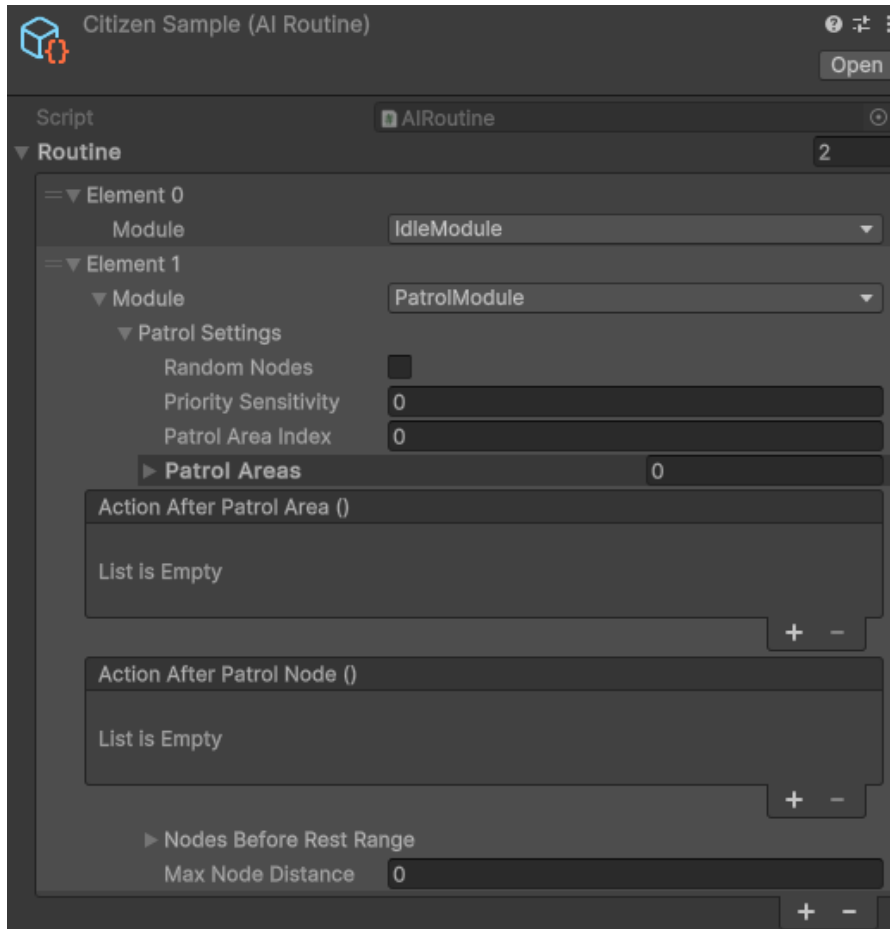 Citizen Sample (AI Routine)
Open
Script AIRoutine
Routine 2
Element 0
Module IdleModule
Element 1
Module PatrolModule
Patrol Settings
Random Nodes
Priority Sensitivity 0
Patrol Area Index 0
Patrol Areas 0
Action After Patrol Area ()
List is Empty
+ −
Action After Patrol Node ()
List is Empty
+ −
Nodes Before Rest Range
Max Node Distance 0
+ −